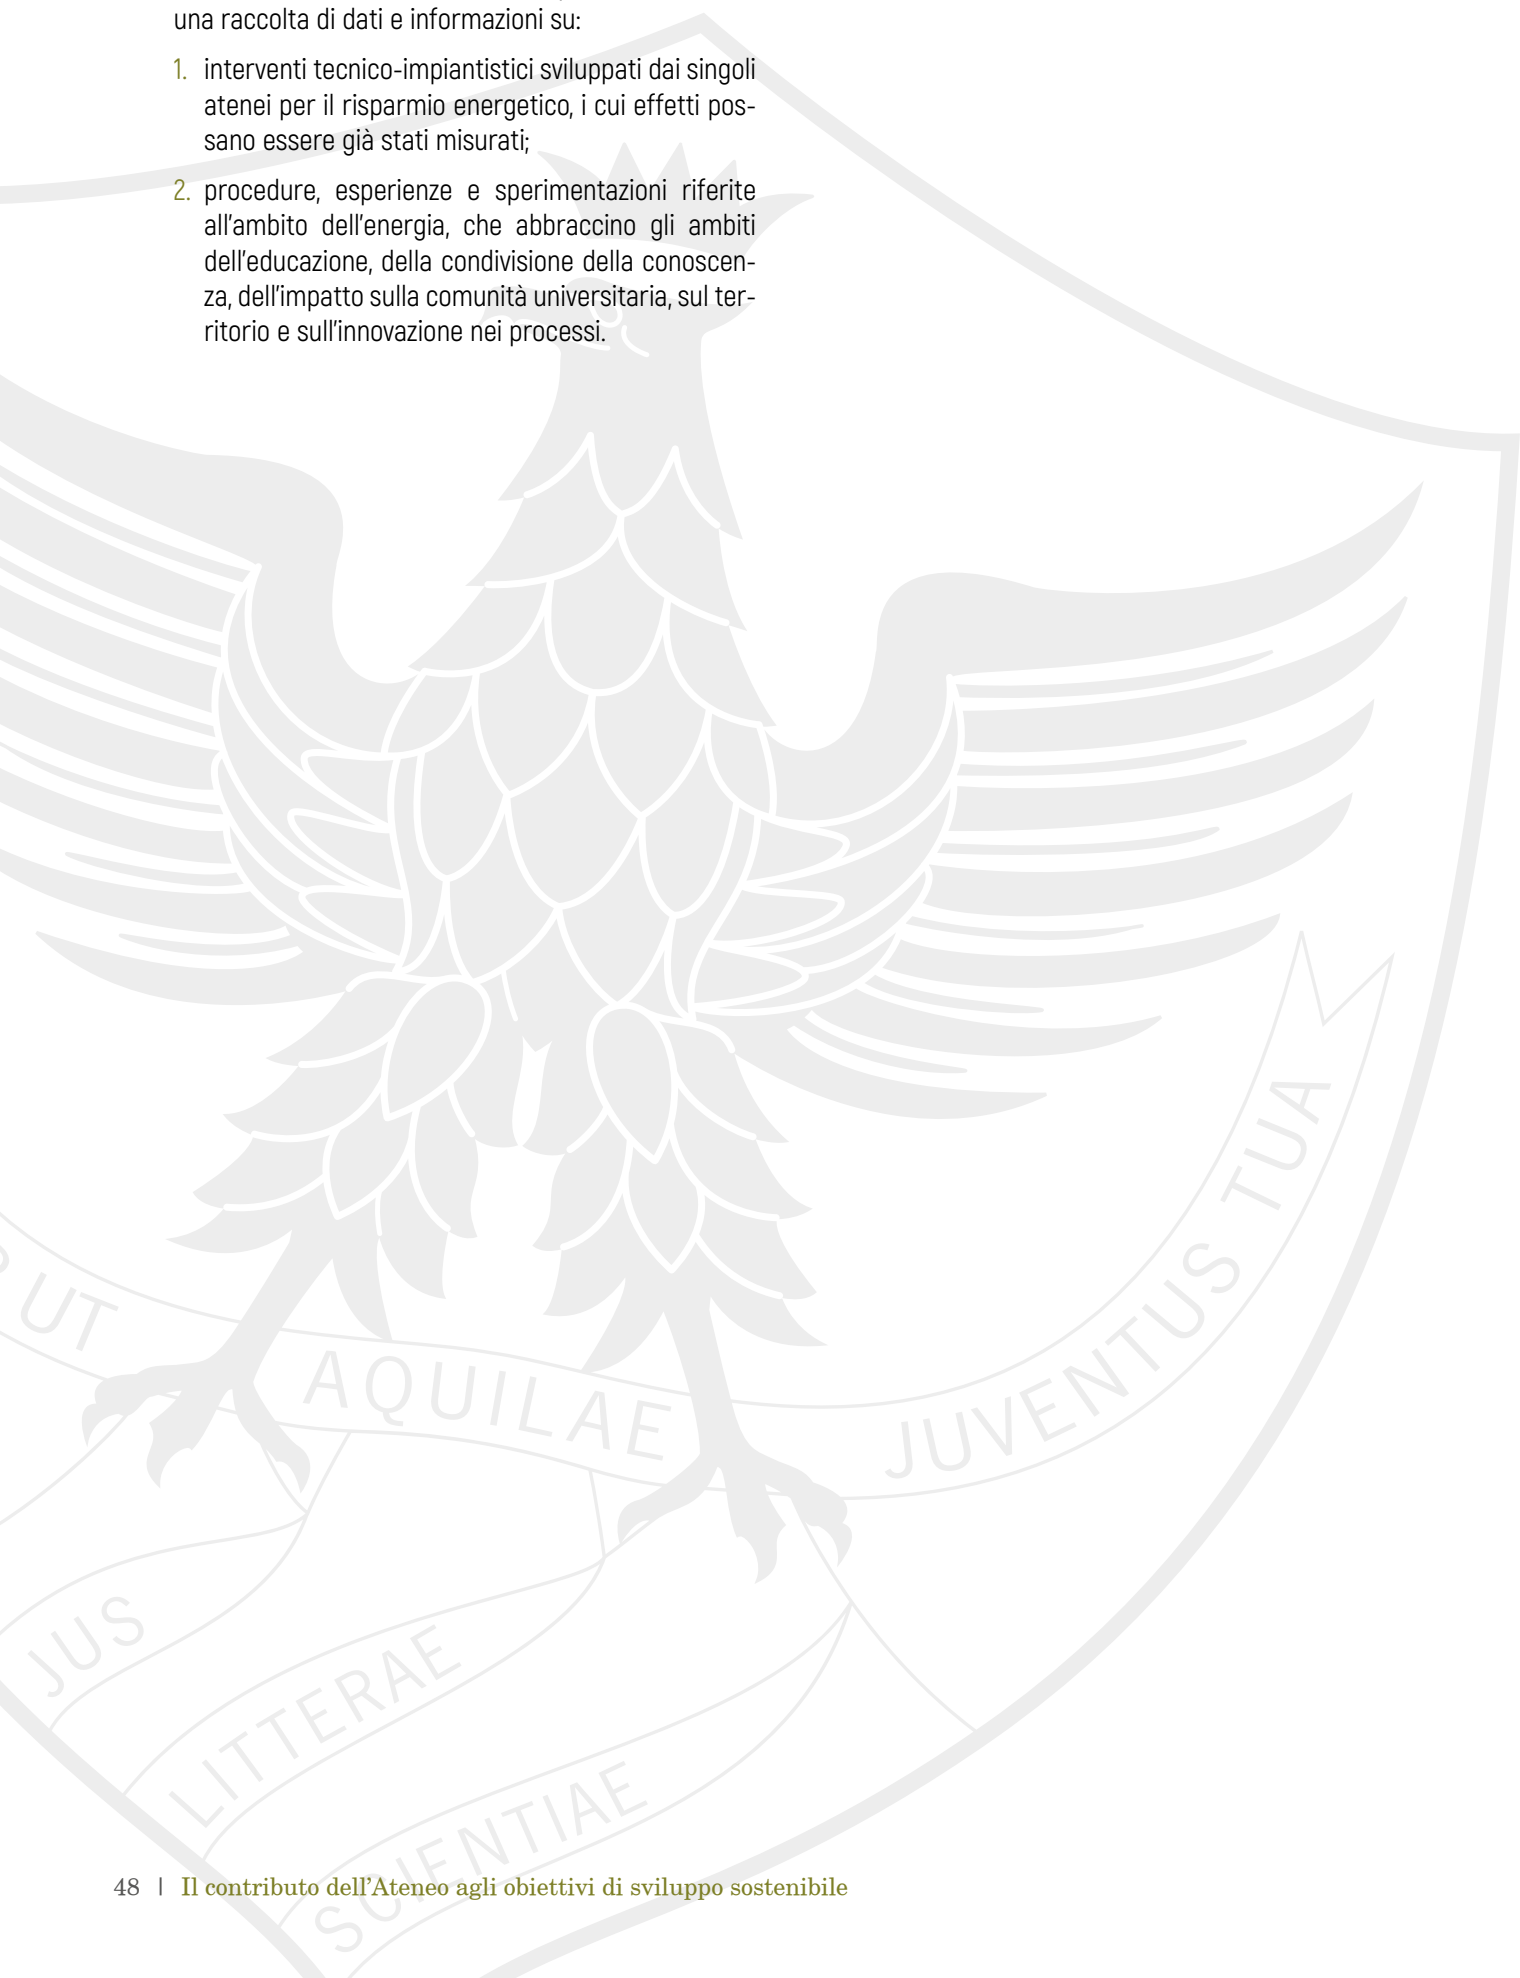 una raccolta di dati e informazioni su:
1. interventi tecnico-impiantistici sviluppati dai singoli
atenei per il risparmio energetico, i cui effetti pos-
sano essere già stati misurati;
2. procedure, esperienze e sperimentazioni riferite
all'ambito dell'energia, che abbraccino gli ambiti
dell'educazione, della condivisione della conoscen-
za, dell'impatto sulla comunità universitaria, sul ter-
ritorio e sull'innovazione nei processi.
UT AQUILAE JUVENTUS TUA
JUS
LITTERAE
SCIENTIAE
48 | Il contributo dell'Ateneo agli obiettivi di sviluppo sostenibile